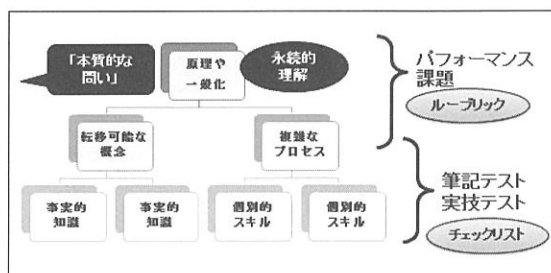 「本質的な
問い」
原理や
一般化
永続的
理解
パフォーマンス
課題
ルーブリック
転移可能な
概念
複雑な
プロセス
筆記テスト
実技テスト
チェックリスト
事実的
知識
事実的
知識
個別的
スキル
個別的
スキル